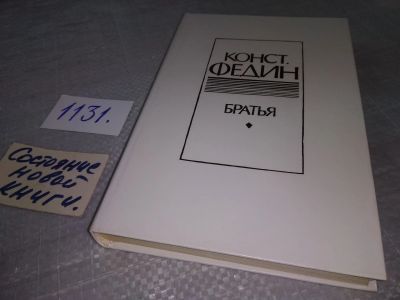 КОНСТ.
ФЕДИН
БРАТЬЯ
1131.
Состояние
новой
книги.